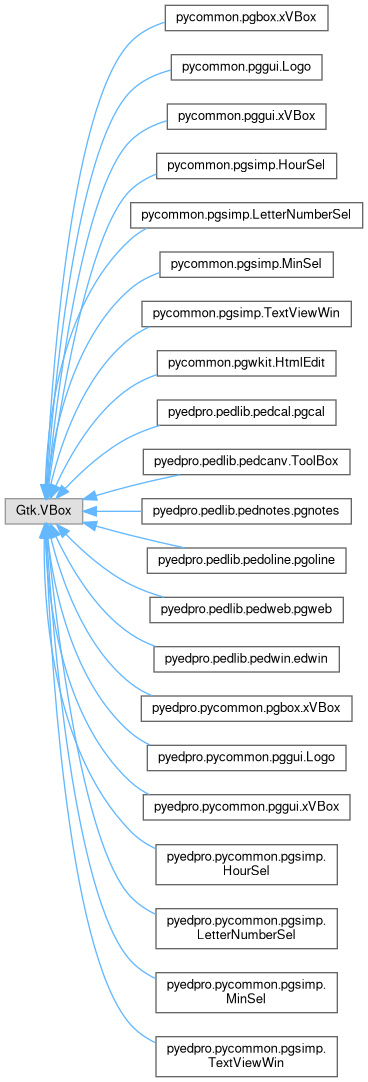 pycommon.pgbox.xVBox
pycommon.pggui.Logo
pycommon.pggui.xVBox
pycommon.pgsimp.HourSel
pycommon.pgsimp.LetterNumberSel
pycommon.pgsimp.MinSel
pycommon.pgsimp.TextViewWin
pycommon.pgwkit.HtmlEdit
pyedpro.pedlib.pedcal.pgcal
pyedpro.pedlib.pedcanv.ToolBox
Gtk.VBox
pyedpro.pedlib.pednotes.pgnotes
pyedpro.pedlib.pedoline.pgoline
pyedpro.pedlib.pedweb.pgweb
pyedpro.pedlib.pedwin.edwin
pyedpro.pycommon.pgbox.xVBox
pyedpro.pycommon.pggui.Logo
pyedpro.pycommon.pggui.xVBox
pyedpro.pycommon.pgsimp.
HourSel
pyedpro.pycommon.pgsimp.
LetterNumberSel
pyedpro.pycommon.pgsimp.
MinSel
pyedpro.pycommon.pgsimp.
TextViewWin